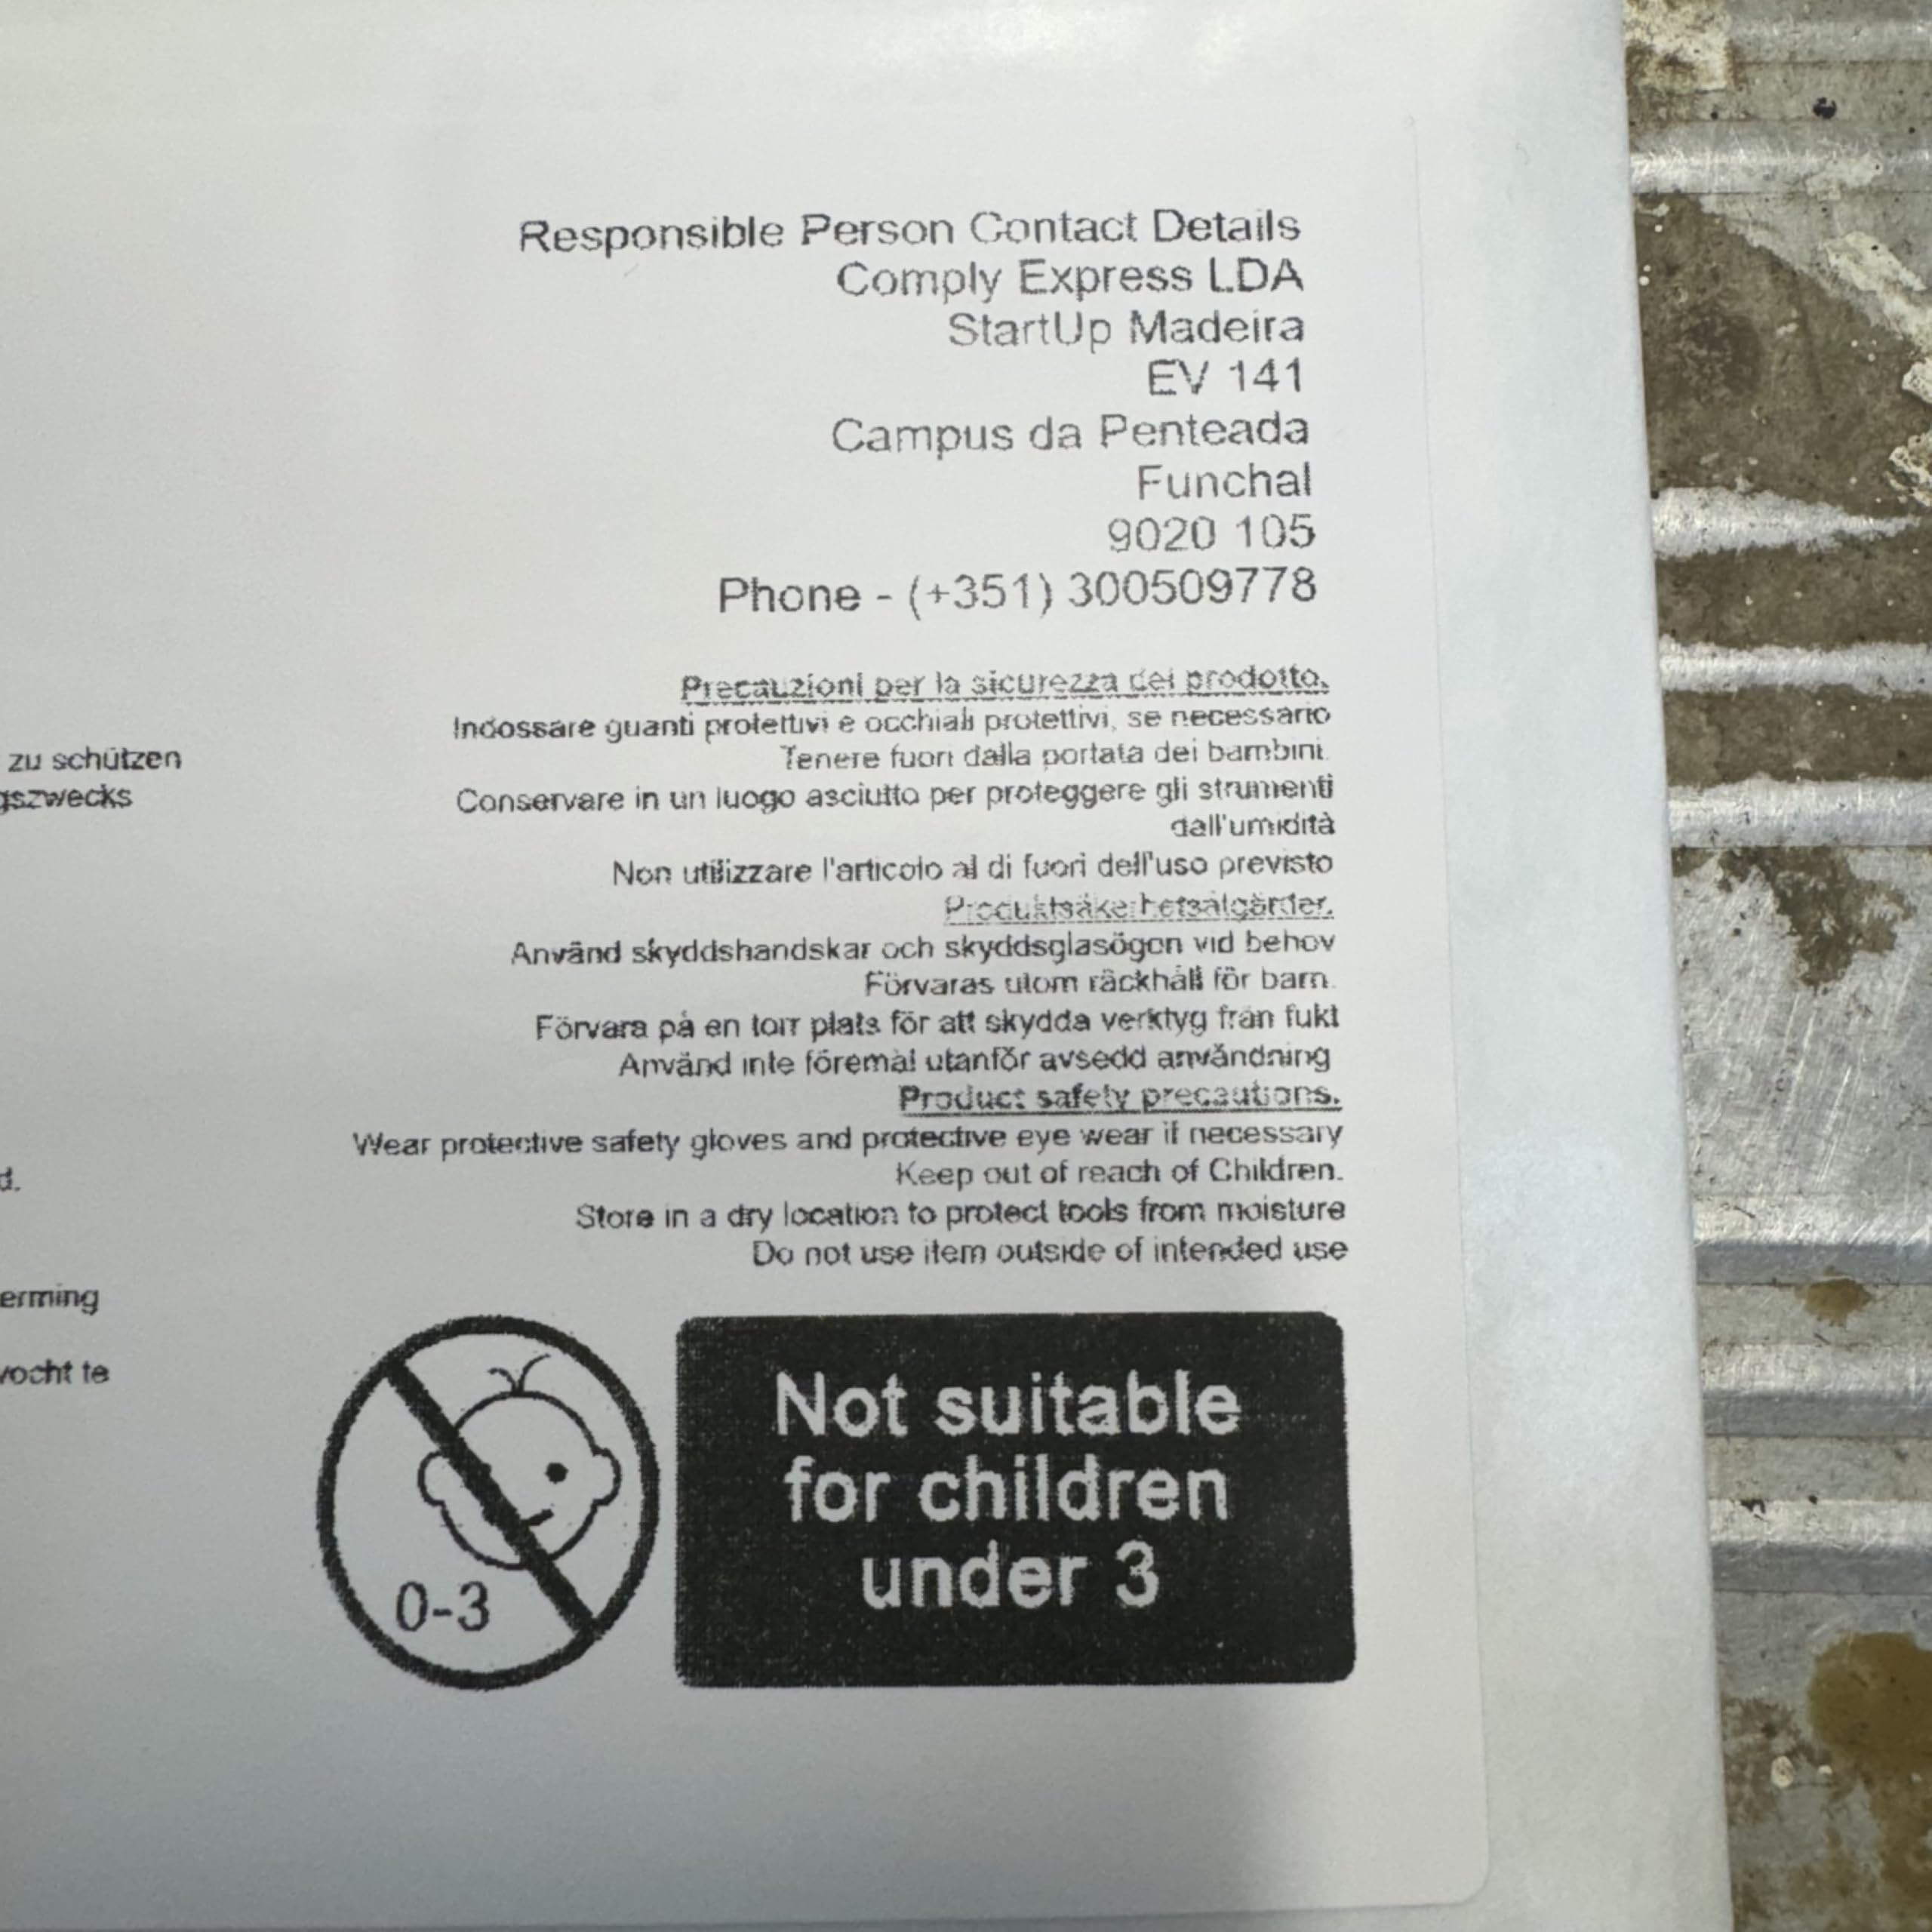 Responsible Person Contact Details
Comply Express LDA
StartUp Madeira
EV 141
Campus da Penteada
Funchal
9020 105
Phone - (+351) 300509778
Precauzioni per la sicurezza del prodotto.
Indossare guanti protettivi e occhiali protettivi, se necessario
Tenere fuori dalla portata dei bambini.
Conservare in un luogo asciutto per proteggere gli strumenti
dall'umidità
Non utilizzare l'articolo al di fuori dell'uso previsto
Produktsäkerhetsåtgärder.
Använd skyddshandskar och skyddsglasögon vid behov
Förvaras utom räckhåll för barn.
Förvara på en torr plats för att skydda verktyg från fukt
Använd inte föremål utanför avsedd användning
Product safety precautions.
Wear protective safety gloves and protective eye wear if necessary
Keep out of reach of Children.
Store in a dry location to protect tools from moisture
Do not use item outside of intended use
zu schützen
gszwecks
d.
erming
vocht te
0-3
Not suitable
for children
under 3